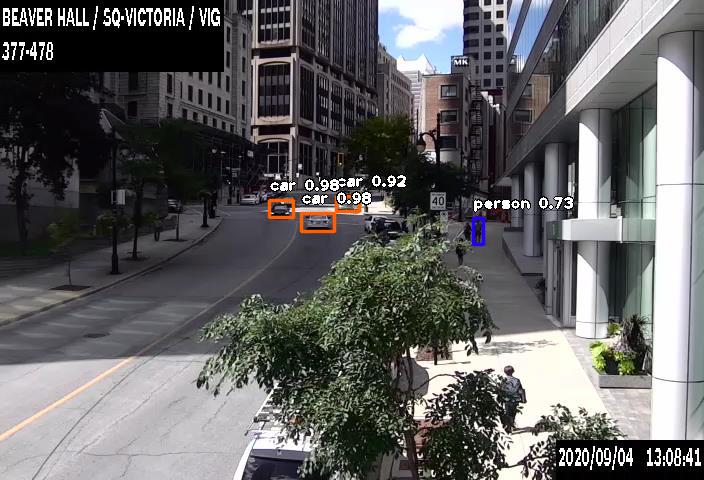 BEAVER HALL / SQ-VICTORIA / VIG
377-478
MK
car 0.98
car 0.92
car 0.98
40
person 0.73
2020/09/04 13:08:41